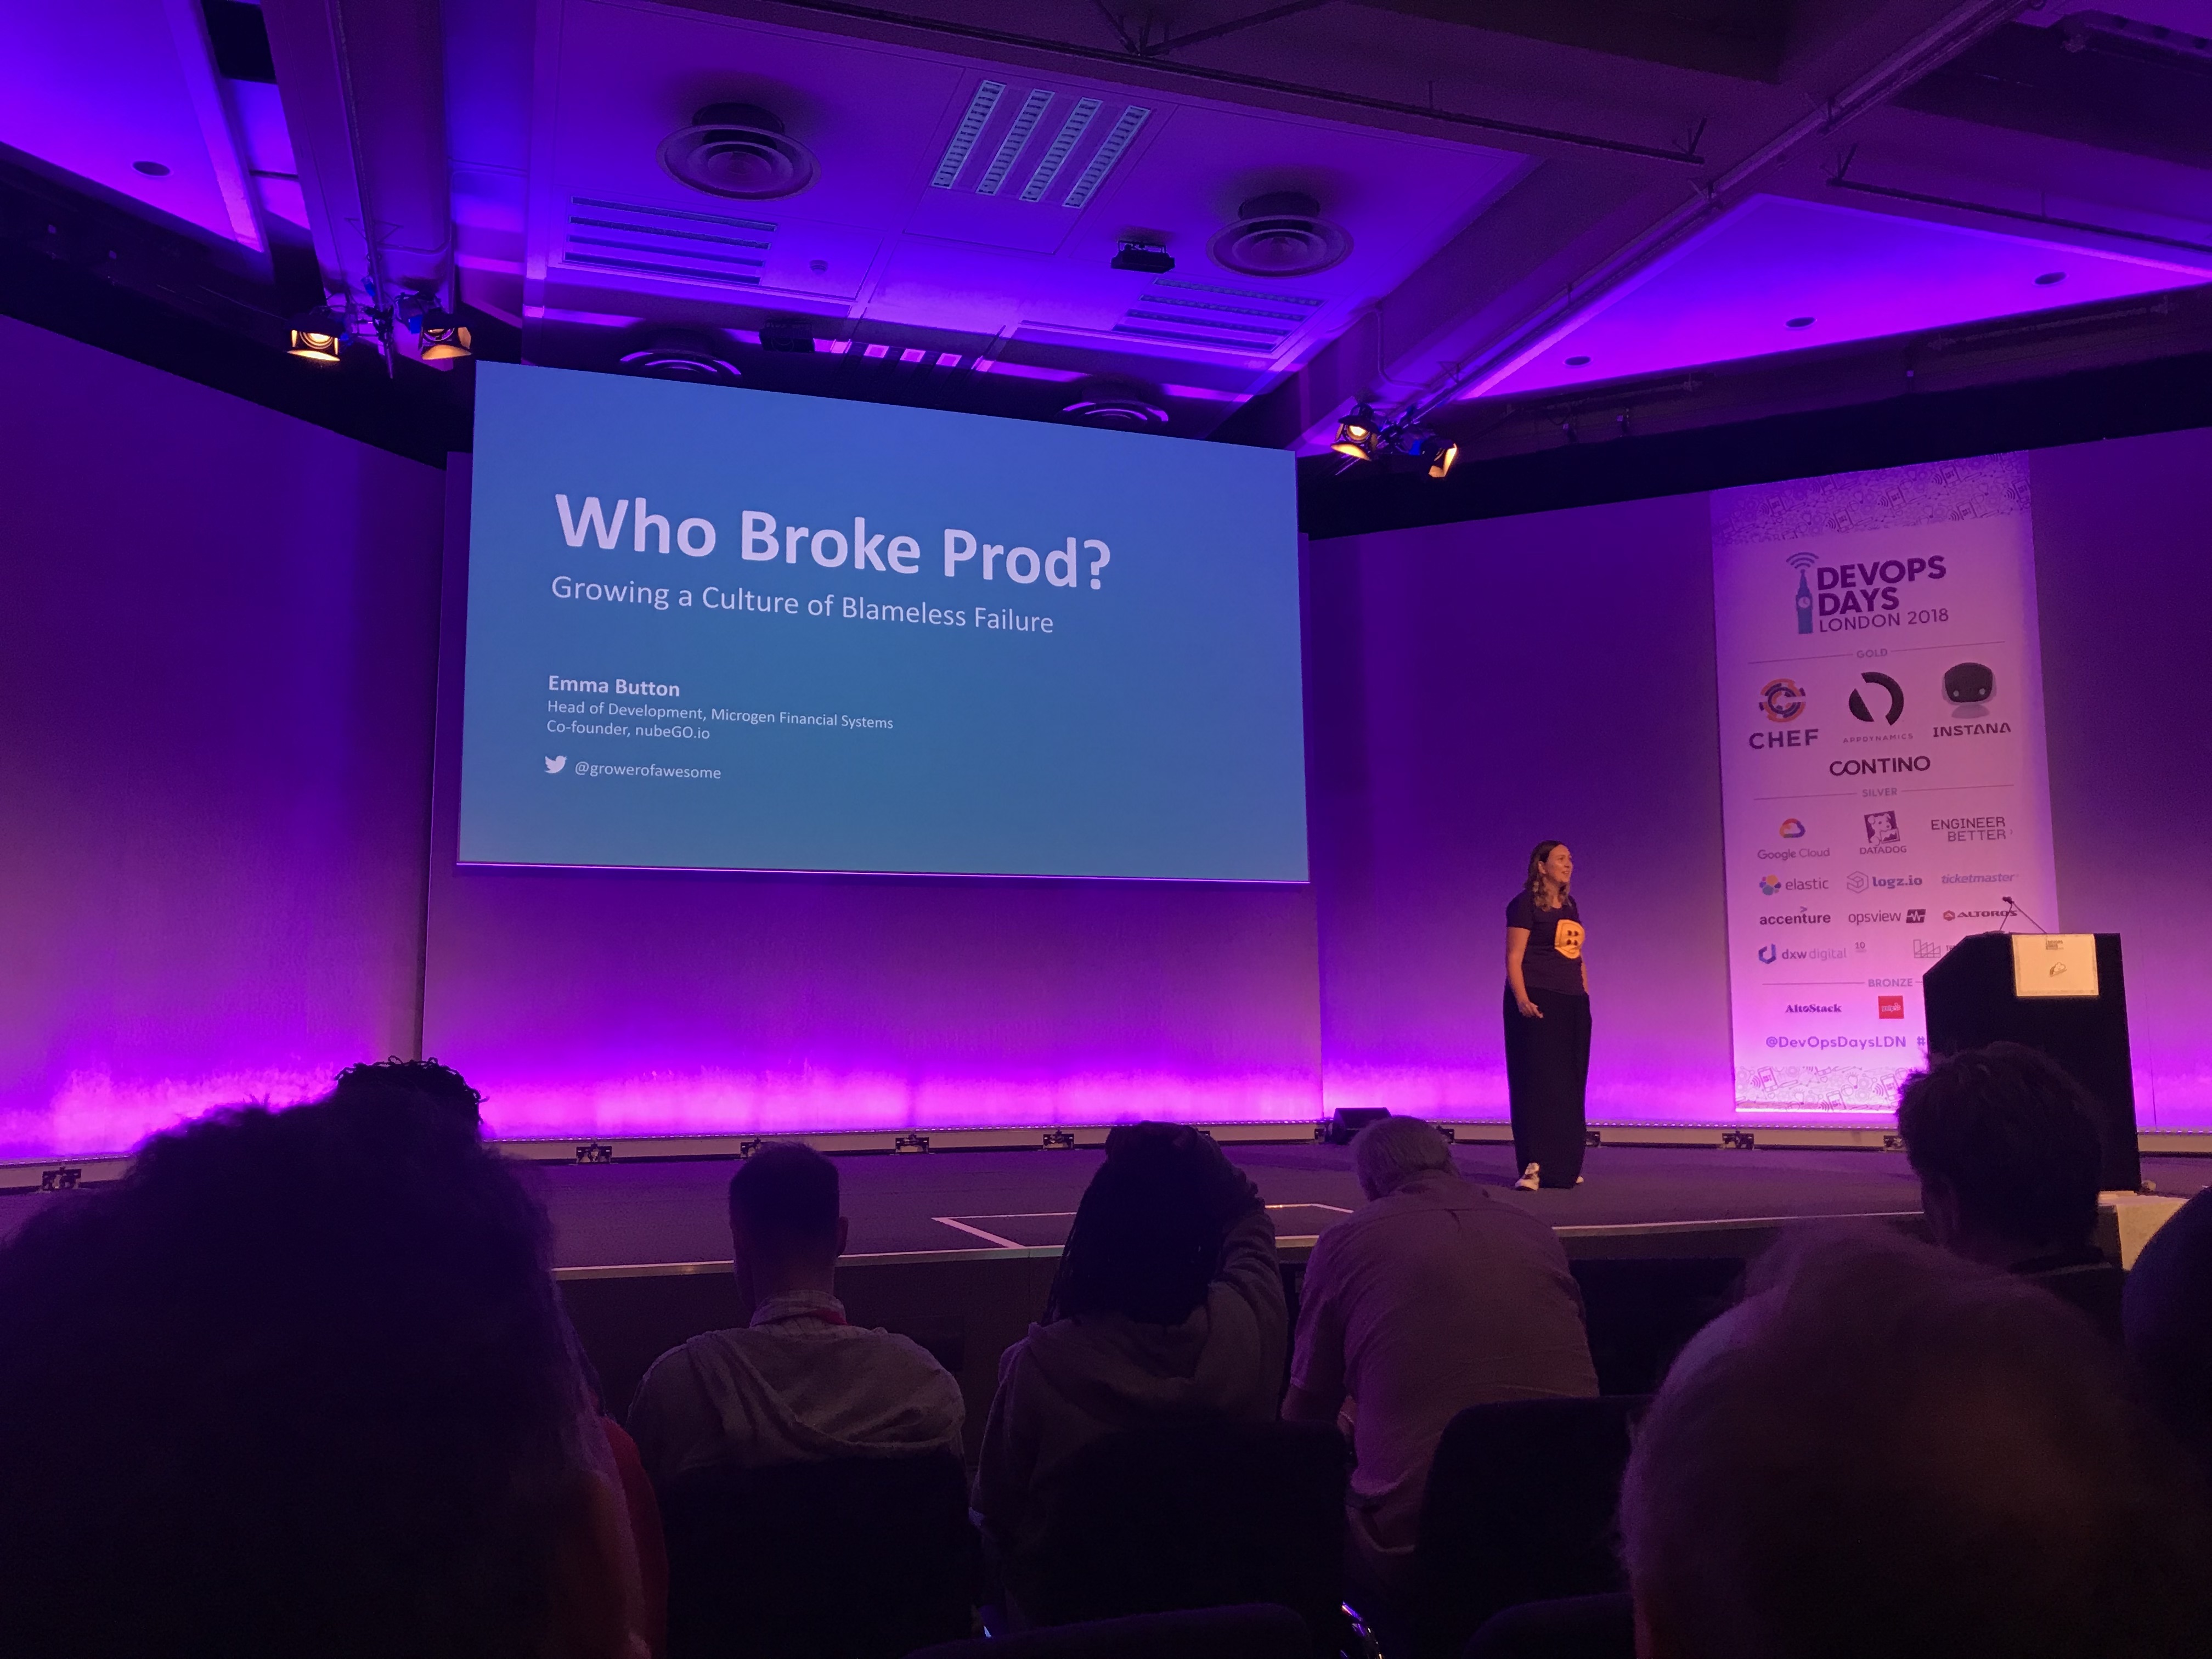 Who Broke Prod?
Growing a Culture of Blameless Failure
Emma Button
Head of Development, Microgen Financial Systems
Co-founder, nubeGO.io
@growerofawesome
DEVOPS
DAYS
LONDON 2018
GOLD
CHEF
APPDYNAMICS
INSTANA
CONTINO
SILVER
Google Cloud
DATADOG
ENGINEER
BETTER
elastic
logz.io
ticketmaster
accenture
opsview
ALTOROS
dxw digital
10
BRONZE
AltoStack
@DevOpsDaysLDN #